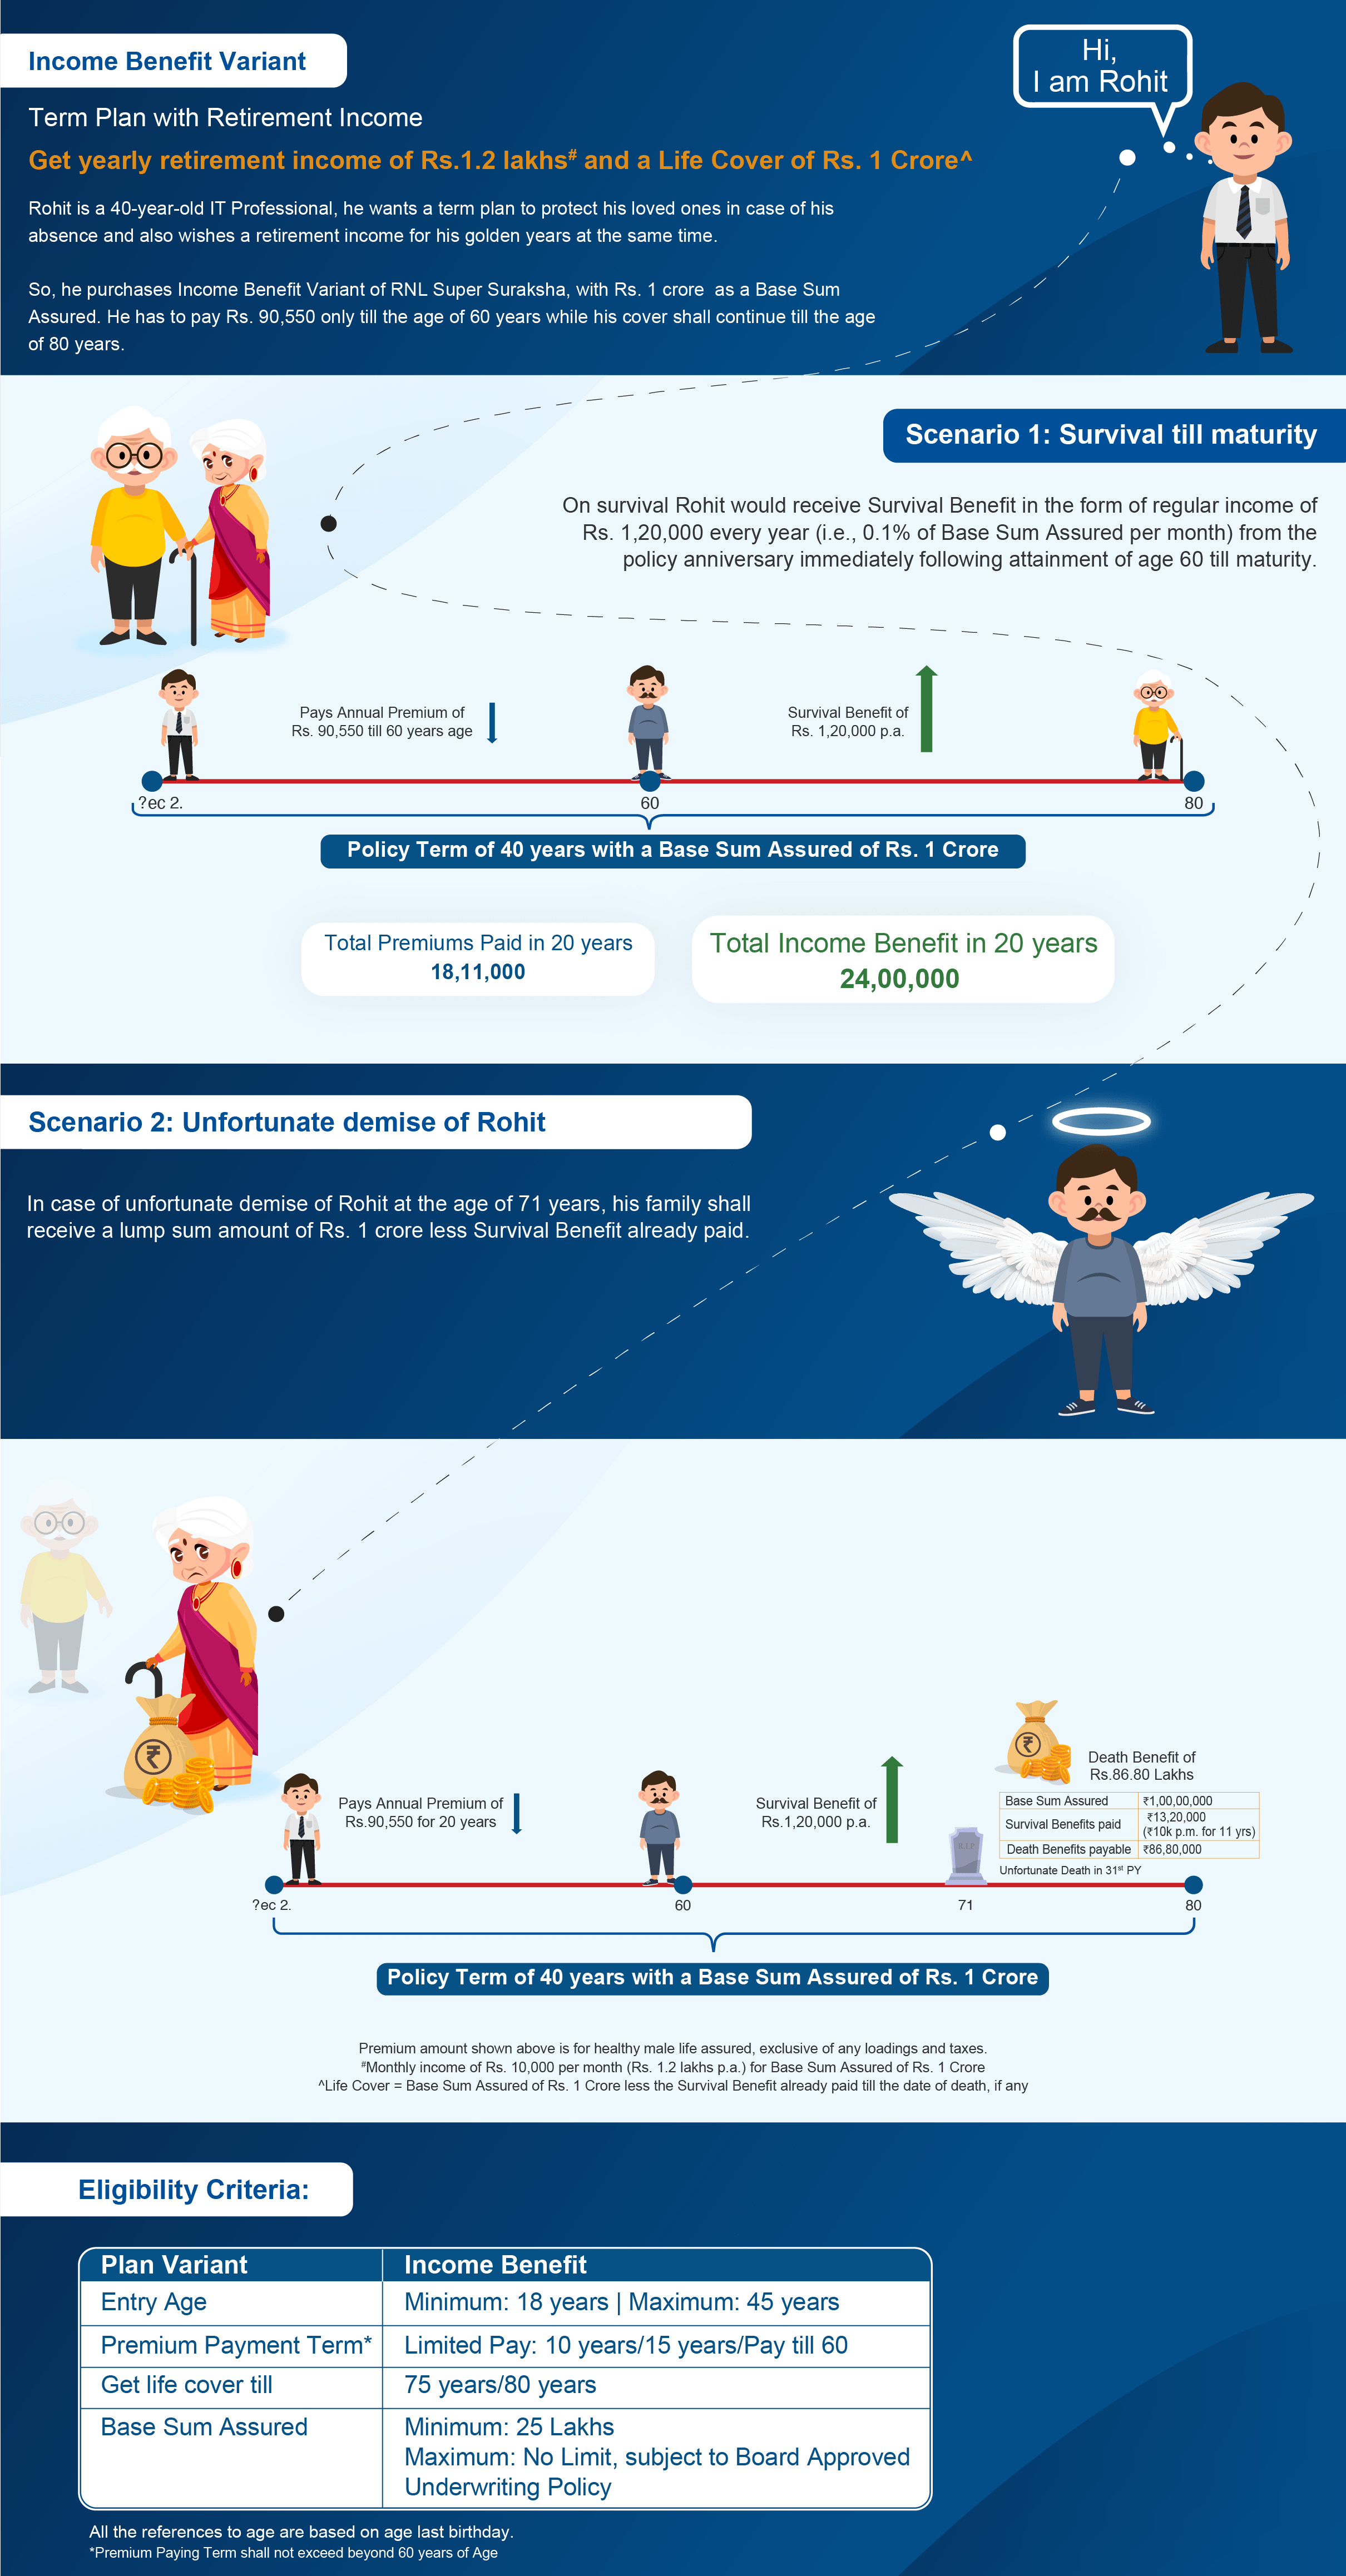 Income Benefit Variant
Hi,
I am Rohit
Term Plan with Retirement Income
Get yearly retirement income of Rs.1.2 lakhs# and a Life Cover of Rs. 1 Crore^
Rohit is a 40-year-old IT Professional, he wants a term plan to protect his loved ones in case of his
absence and also wishes a retirement income for his golden years at the same time.
So, he purchases Income Benefit Variant of RNL Super Suraksha, with Rs. 1 crore as a Base Sum
Assured. He has to pay Rs. 90,550 only till the age of 60 years while his cover shall continue till the age
of 80 years.
Scenario 1: Survival till maturity
On survival Rohit would receive Survival Benefit in the form of regular income of
Rs. 1,20,000 every year (i.e., 0.1% of Base Sum Assured per month) from the
policy anniversary immediately following attainment of age 60 till maturity.
Pays Annual Premium of
Rs. 90,550 till 60 years age
Survival Benefit of
Rs. 1,20,000 p.a.
?ec 2.
60
80
Policy Term of 40 years with a Base Sum Assured of Rs. 1 Crore
Total Premiums Paid in 20 years
18,11,000
Total Income Benefit in 20 years
24,00,000
Scenario 2: Unfortunate demise of Rohit
In case of unfortunate demise of Rohit at the age of 71 years, his family shall
receive a lump sum amount of Rs. 1 crore less Survival Benefit already paid.
₹
Pays Annual Premium of
Rs.90,550 for 20 years
Survival Benefit of
Rs.1,20,000 p.a.
₹
Death Benefit of
Rs.86.80 Lakhs
Base Sum Assured ₹1,00,00,000
Survival Benefits paid ₹13,20,000
(₹10k p.m. for 11 yrs)
Death Benefits payable ₹86,80,000
Unfortunate Death in 31st PY
R.I.P
?ec 2.
60
71
80
Policy Term of 40 years with a Base Sum Assured of Rs. 1 Crore
Premium amount shown above is for healthy male life assured, exclusive of any loadings and taxes.
#Monthly income of Rs. 10,000 per month (Rs. 1.2 lakhs p.a.) for Base Sum Assured of Rs. 1 Crore
^Life Cover = Base Sum Assured of Rs. 1 Crore less the Survival Benefit already paid till the date of death, if any
Eligibility Criteria:
Plan Variant Income Benefit
Entry Age Minimum: 18 years | Maximum: 45 years
Premium Payment Term* Limited Pay: 10 years/15 years/Pay till 60
Get life cover till 75 years/80 years
Base Sum Assured Minimum: 25 Lakhs
Maximum: No Limit, subject to Board Approved
Underwriting Policy
All the references to age are based on age last birthday.
*Premium Paying Term shall not exceed beyond 60 years of Age